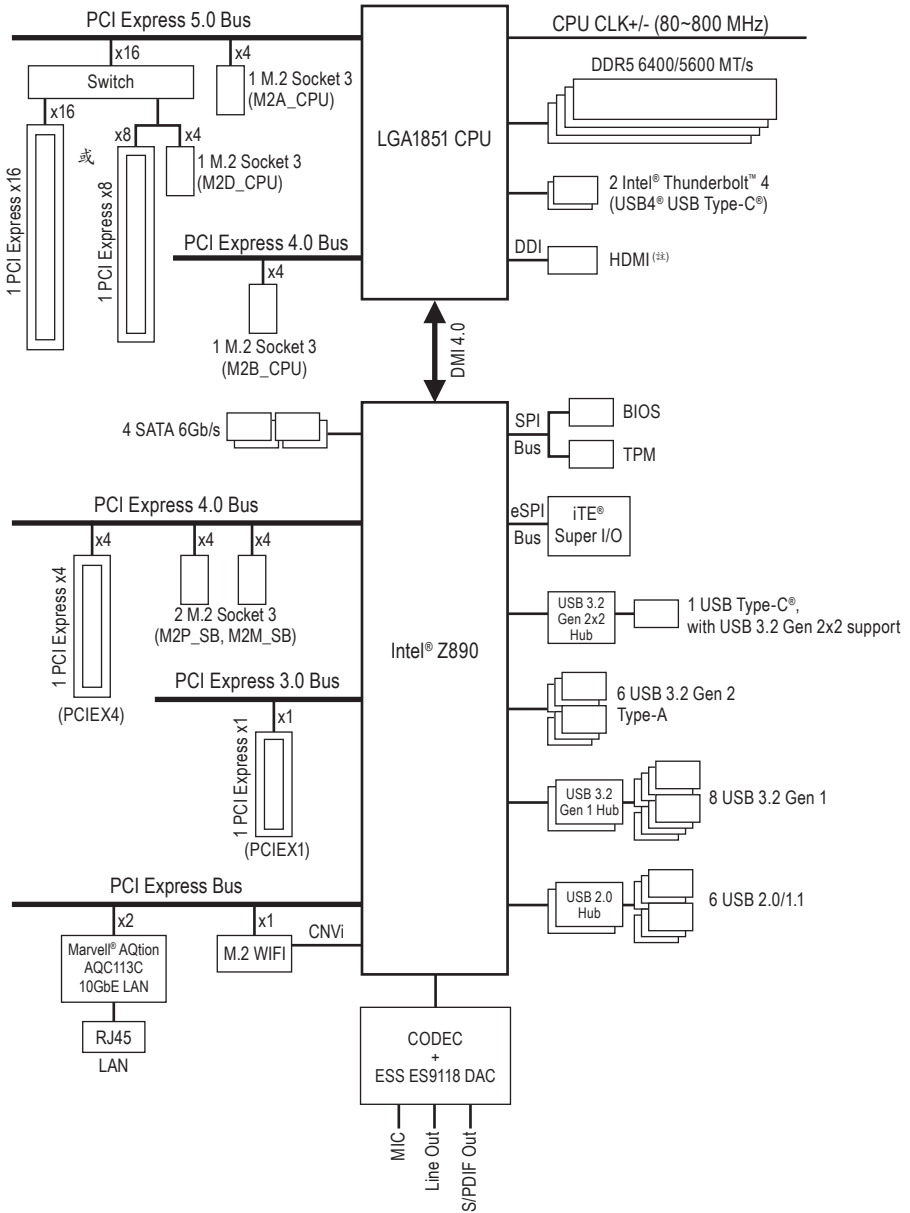 PCI Express 5.0 Bus
CPU CLK+/- (80~800 MHz)
x16
x4
Switch
1 M.2 Socket 3
(M2A_CPU)
DDR5 6400/5600 MT/s
LGA1851 CPU
x16
或
x8
x4
1 PCI Express x16
1 PCI Express x8
1 M.2 Socket 3
(M2D_CPU)
2 Intel® Thunderbolt™ 4
(USB4® USB Type-C®)
PCI Express 4.0 Bus
DDI
HDMI (註)
x4
1 M.2 Socket 3
(M2B_CPU)
DMI 4.0
4 SATA 6Gb/s
SPI
Bus
BIOS
TPM
PCI Express 4.0 Bus
eSPI
Bus
iTE®
Super I/O
x4
x4
x4
1 PCI Express x4
2 M.2 Socket 3
(M2P_SB, M2M_SB)
(PCIEX4)
USB 3.2
Gen 2x2
Hub
1 USB Type-C®,
with USB 3.2 Gen 2x2 support
Intel® Z890
PCI Express 3.0 Bus
6 USB 3.2 Gen 2
Type-A
x1
1 PCI Express x1
(PCIEX1)
USB 3.2
Gen 1 Hub
8 USB 3.2 Gen 1
PCI Express Bus
USB 2.0
Hub
6 USB 2.0/1.1
x2
x1
CNVi
Marvell® AQtion
AQC113C
10GbE LAN
M.2 WIFI
RJ45
LAN
CODEC
+
ESS ES9118 DAC
MIC
Line Out
S/PDIF Out